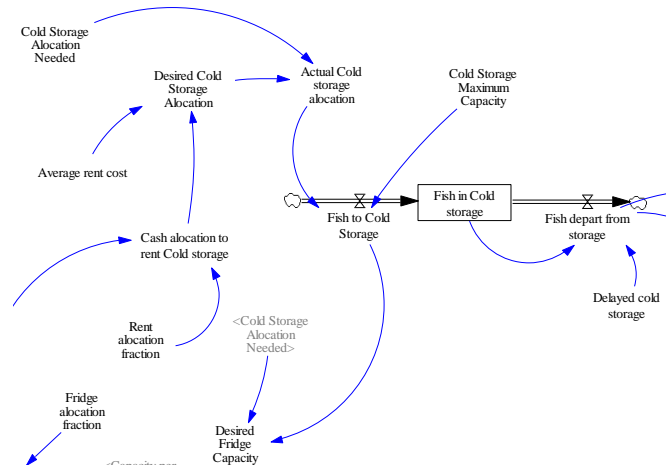 Cold Storage
Alocation
Needed
Desired Cold
Storage
Alocation
Actual Cold
storage
alocation
Cold Storage
Maximum
Capacity
Average rent cost
Fish to Cold
Storage
Fish in Cold
storage
Fish depart from
storage
Cash alocation to
rent Cold storage
Delayed cold
storage
Rent
alocation
fraction
<Cold Storage
Alocation
Needed>
Fridge
alocation
fraction
Desired
Fridge
Capacity